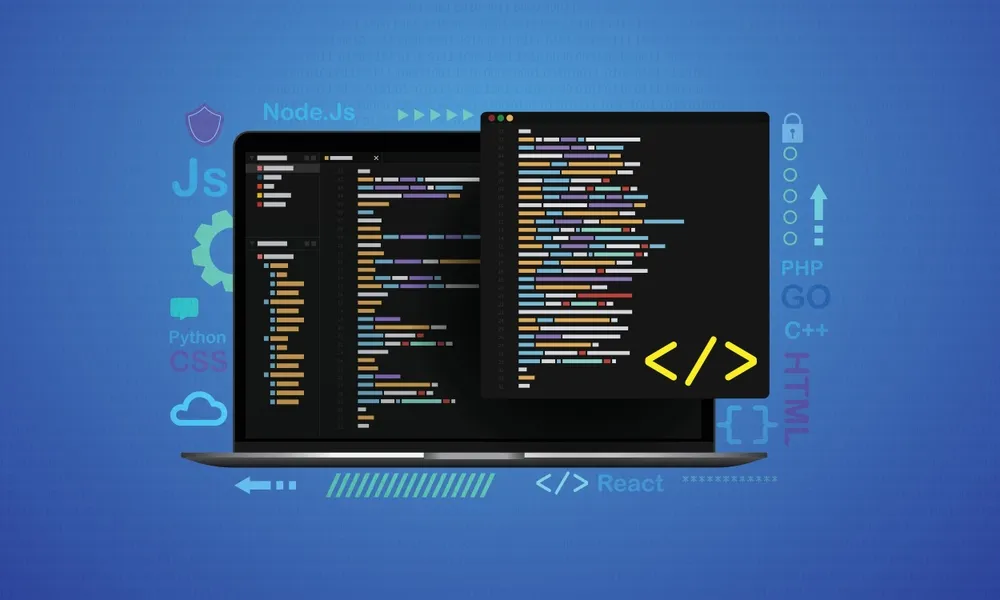 Node.Js
Js
Python
CSS
PHP
GO
C++
HTML
</>
</> React